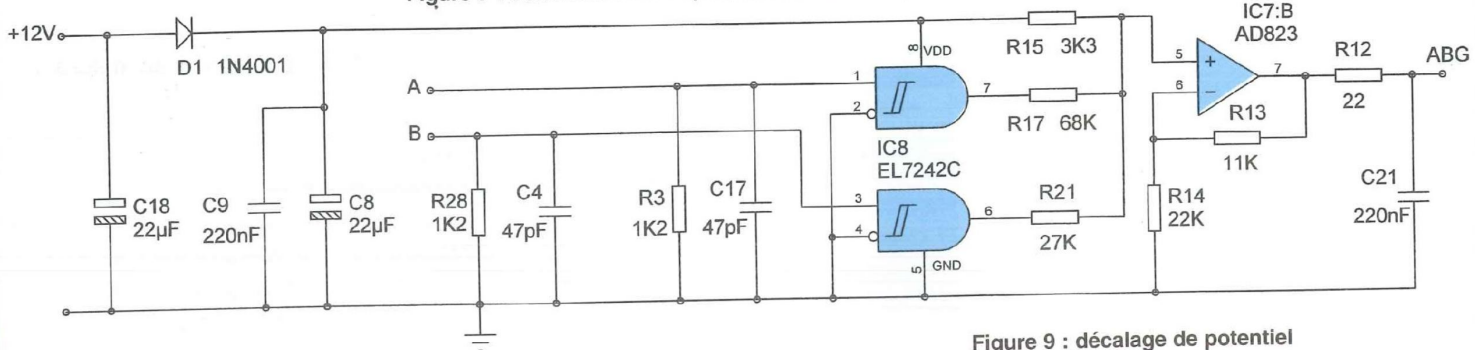 Figure
+12V
D1 1N4001
A
B
C18
22µF
C9
220nF
C8
22µF
R28
1K2
C4
47pF
R3
1K2
C17
47pF
8
VDD
1
2
7
IC8
EL7242C
3
4
6
5
GND
R15 3K3
R17 68K
R21
27K
IC7:B
AD823
5
+
6
−
7
R13
11K
R14
22K
R12
22
ABG
C21
220nF
Figure 9 : décalage de potentiel